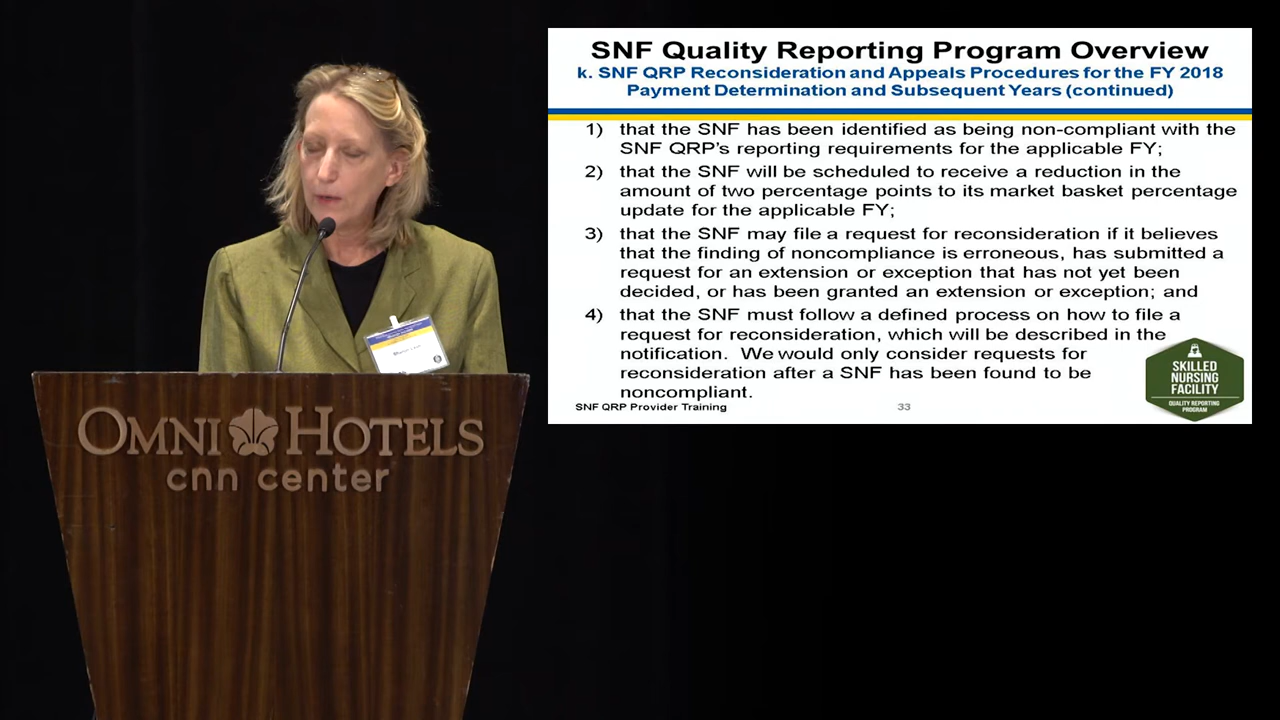 SNF Quality Reporting Program Overview
k. SNF QRP Reconsideration and Appeals Procedures for the FY 2018
Payment Determination and Subsequent Years (continued)
1) that the SNF has been identified as being non-compliant with the
SNF QRP's reporting requirements for the applicable FY;
2) that the SNF will be scheduled to receive a reduction in the
amount of two percentage points to its market basket percentage
update for the applicable FY;
3) that the SNF may file a request for reconsideration if it believes
that the finding of noncompliance is erroneous, has submitted a
request for an extension or exception that has not yet been
decided, or has been granted an extension or exception; and
4) that the SNF must follow a defined process on how to file a
request for reconsideration, which will be described in the
notification. We would only consider requests for
reconsideration after a SNF has been found to be
noncompliant.
SNF QRP Provider Training
33
SKILLED
NURSING
FACILITY
QUALITY REPORTING
PROGRAM
OMNI HOTELS
cnn center